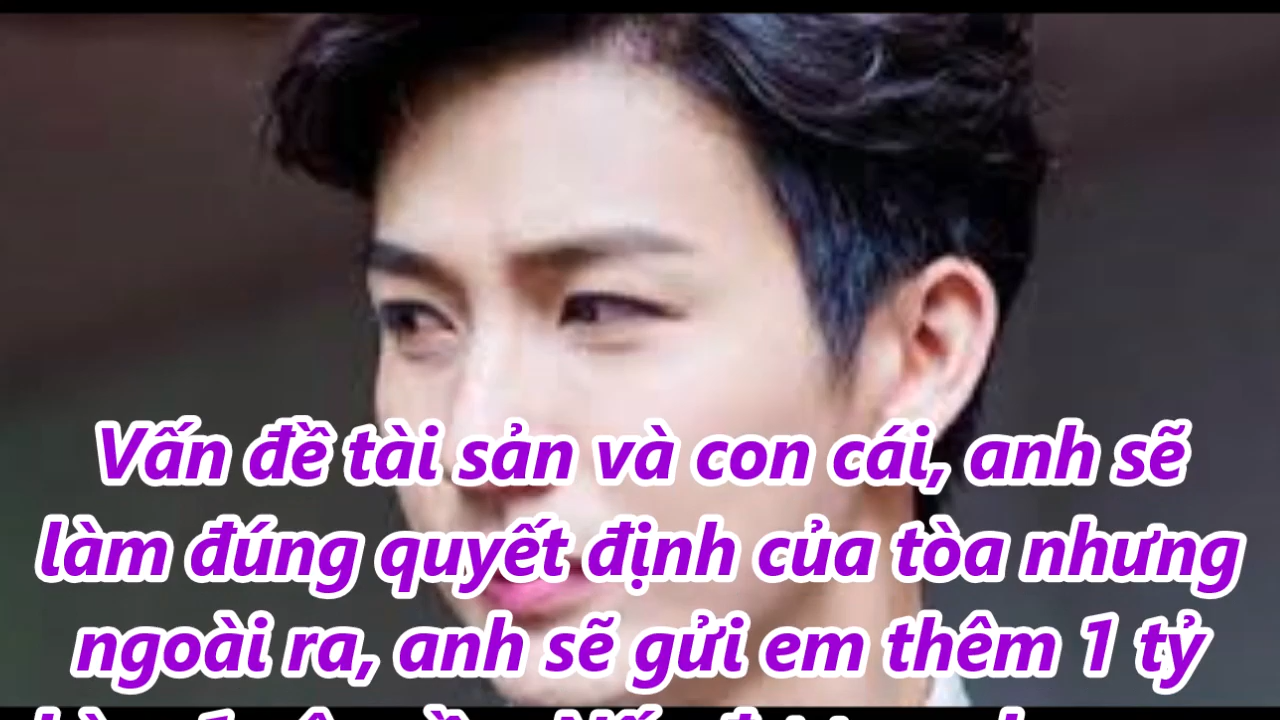 Vấn đề tài sản và con cái, anh sẽ
làm đúng quyết định của tòa nhưng
ngoài ra, anh sẽ gửi em thêm 1 tỷ